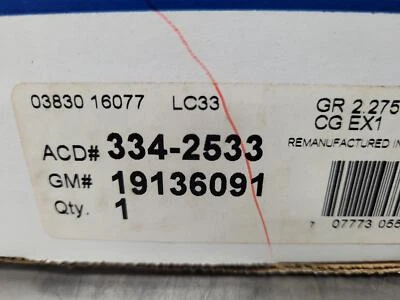 03830 16077 LC33 GR 2.275
CG EX1
REMANUFACTURED IN
ACD# 334-2533
GM# 19136091
Qty. 1
7 07773 055